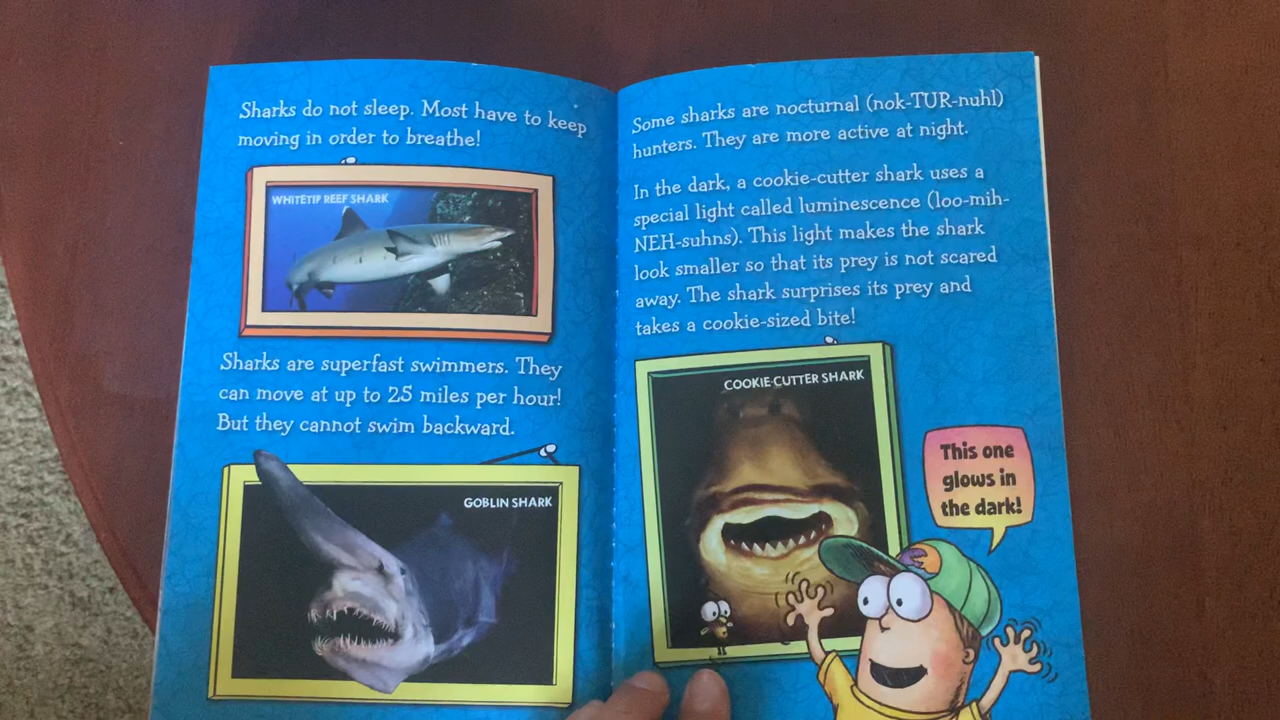 Sharks do not sleep. Most have to keep
moving in order to breathe!
WHITETIP REEF SHARK
Sharks are superfast swimmers. They
can move at up to 25 miles per hour!
But they cannot swim backward.
GOBLIN SHARK
Some sharks are nocturnal (nok-TUR-nuhl)
hunters. They are more active at night.
In the dark, a cookie-cutter shark uses a
special light called luminescence (loo-mih-
NEH-suhns). This light makes the shark
look smaller so that its prey is not scared
away. The shark surprises its prey and
takes a cookie-sized bite!
COOKIE-CUTTER SHARK
This one
glows in
the dark!